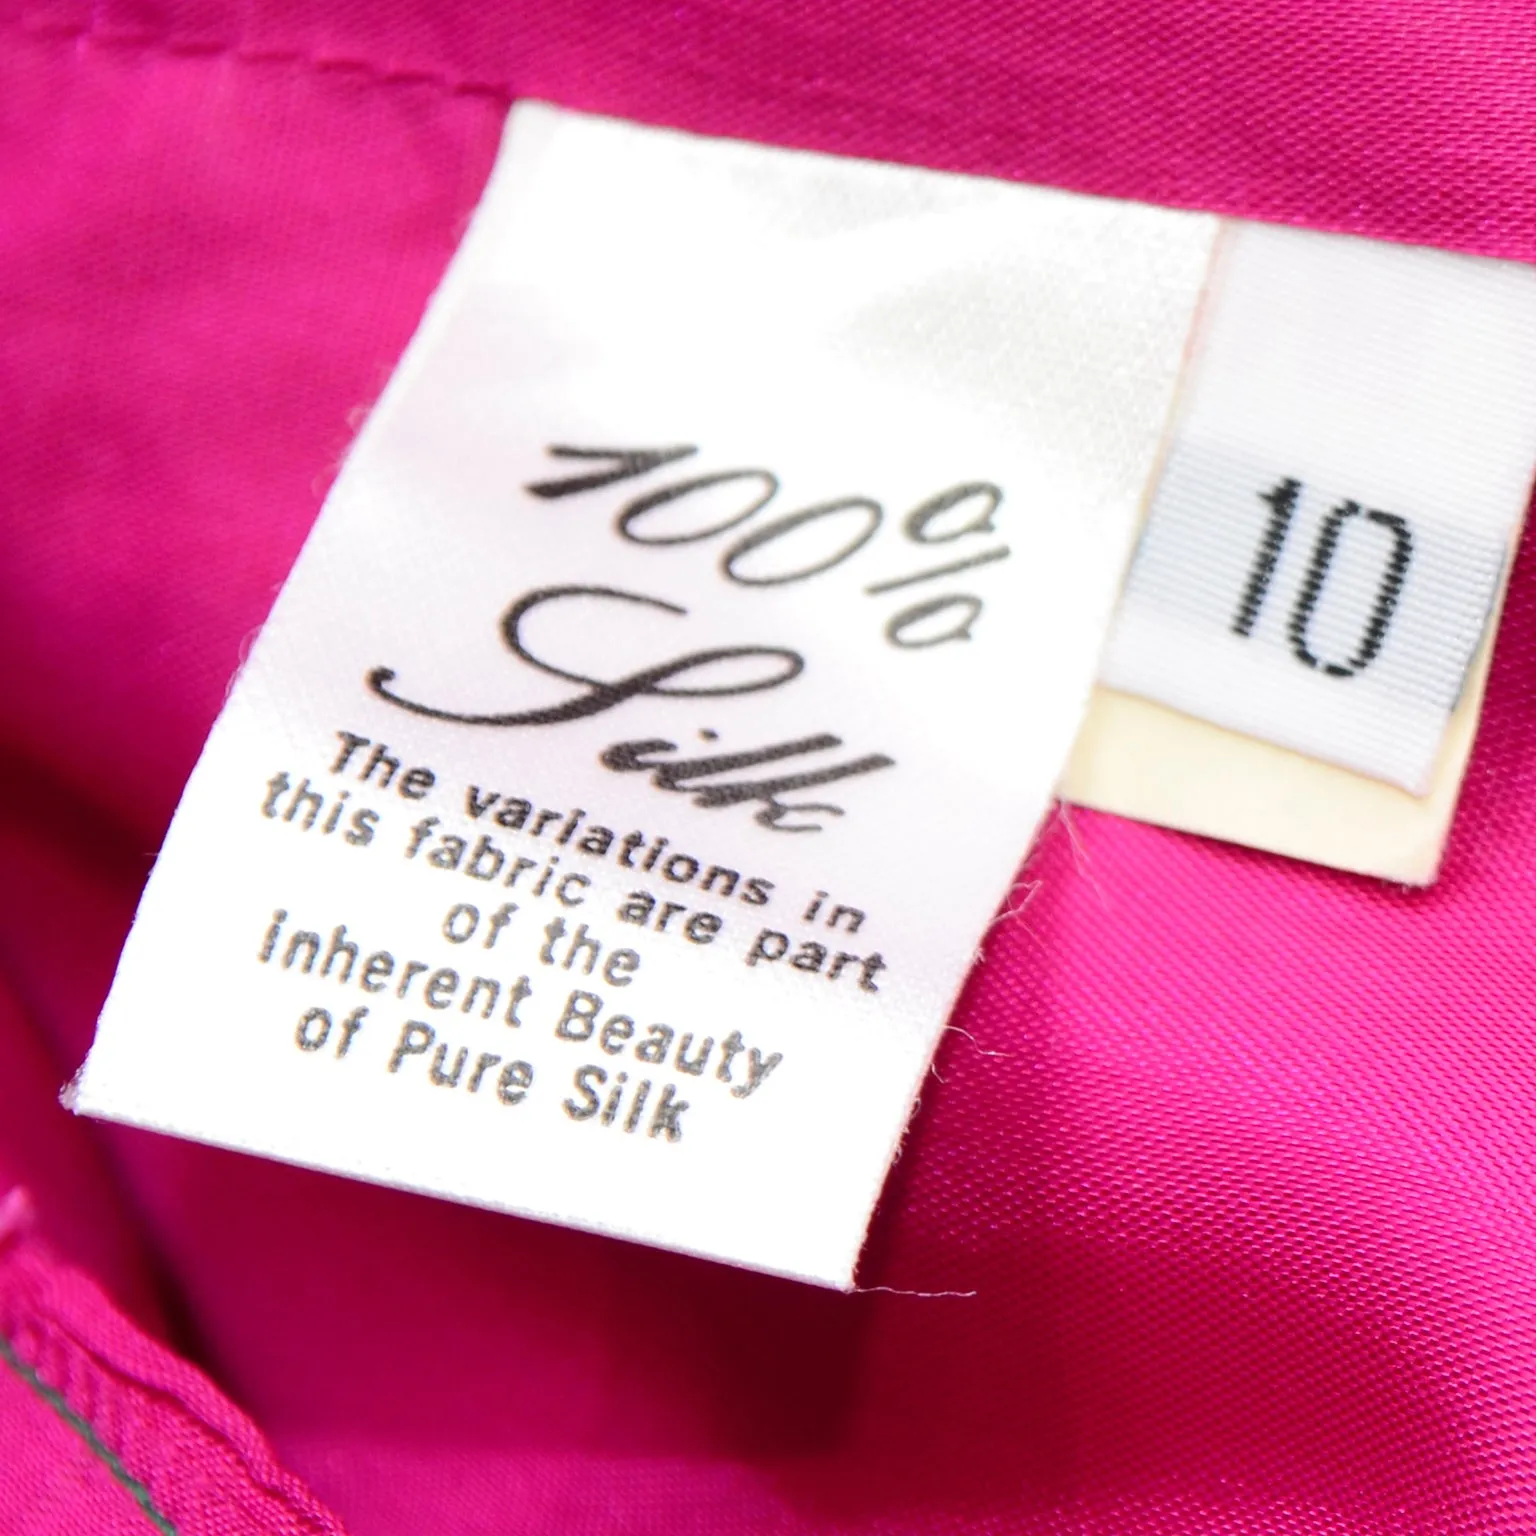 100%
Silk
The variations in
this fabric are part
of the
inherent Beauty
of Pure Silk
10